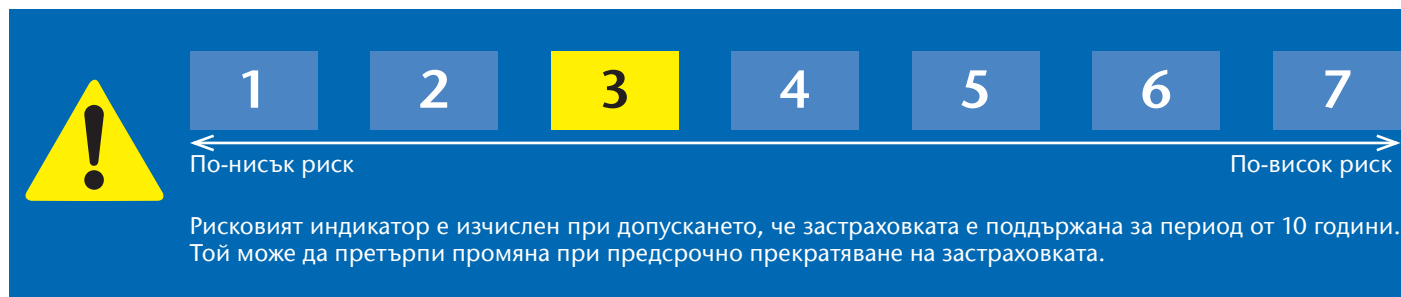 1 2 3 4 5 6 7
По-нисък риск По-висок риск
Рисковият индикатор е изчислен при допускането, че застраховката е поддържана за период от 10 години.
Той може да претърпи промяна при предсрочно прекратяване на застраховката.